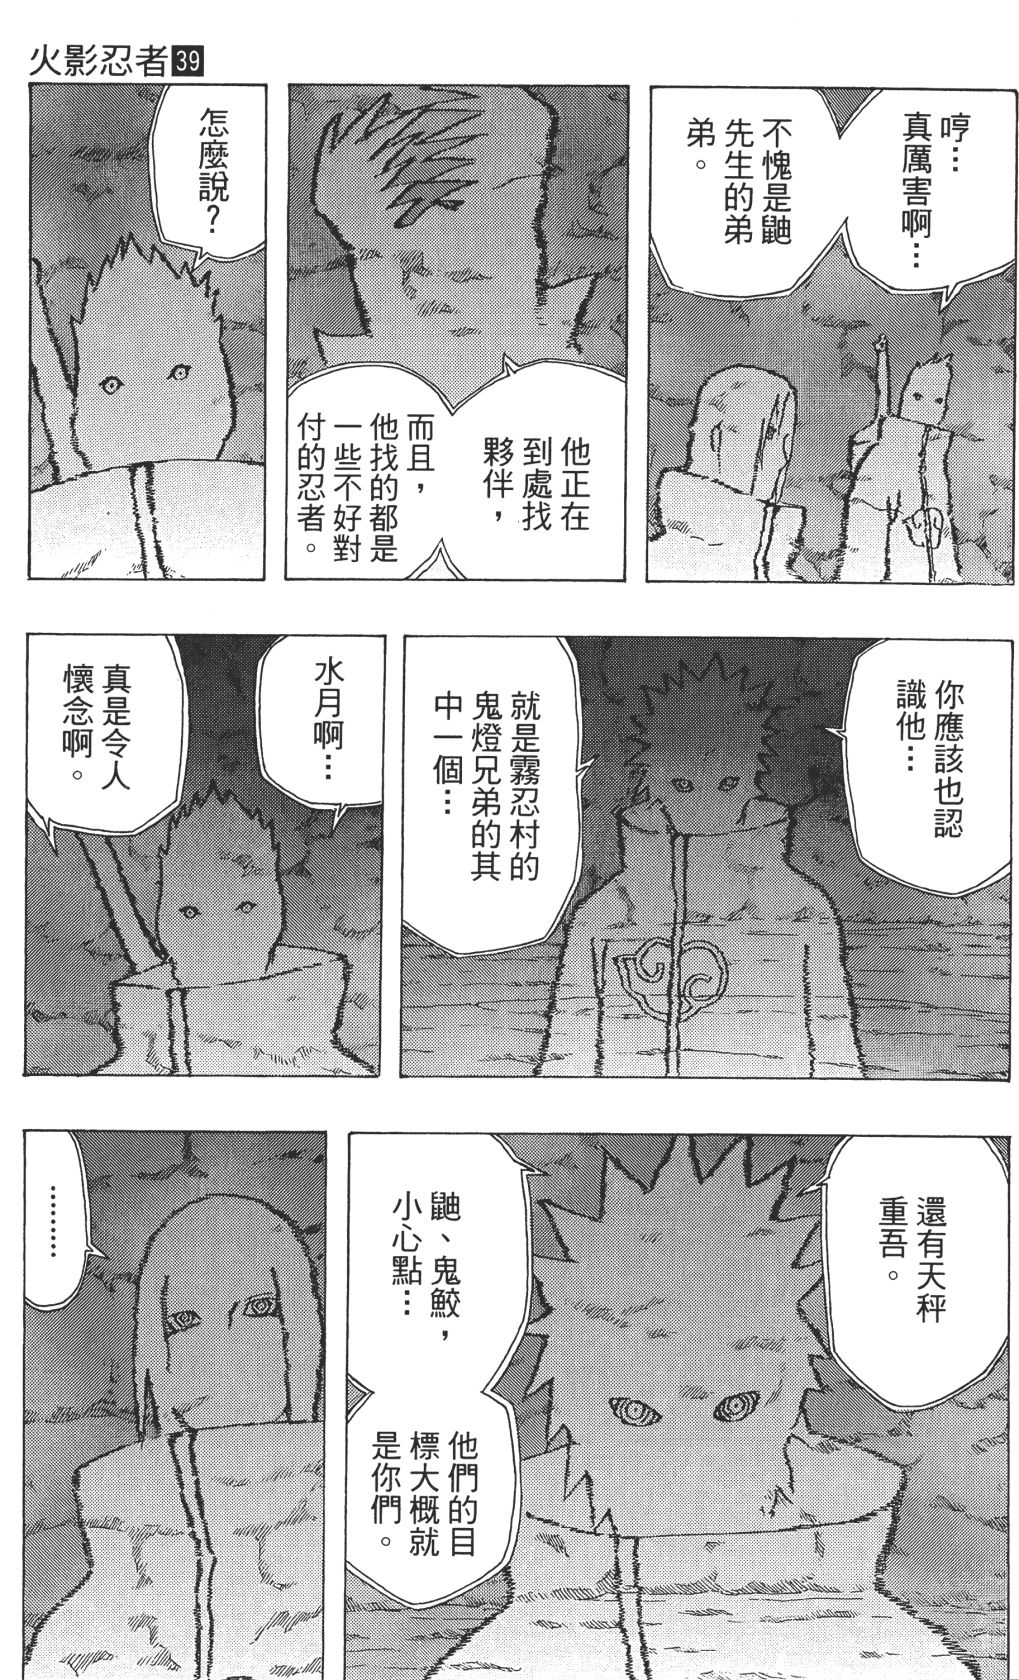 火影忍者39
哼…
真厲害啊…
不愧是鼬
先生的弟
弟。
他正在
到處找
夥伴，
而且，
他找的都是
一些不好對
付的忍者。
怎麼說？
你應該也認
識他…
就是霧忍村的
鬼燈兄弟的其
中一個…
水月啊…
真是令人
懷念啊。
還有天秤
重吾。
鼬、鬼鮫，
小心點…
他們的目
標大概就
是你們。
………